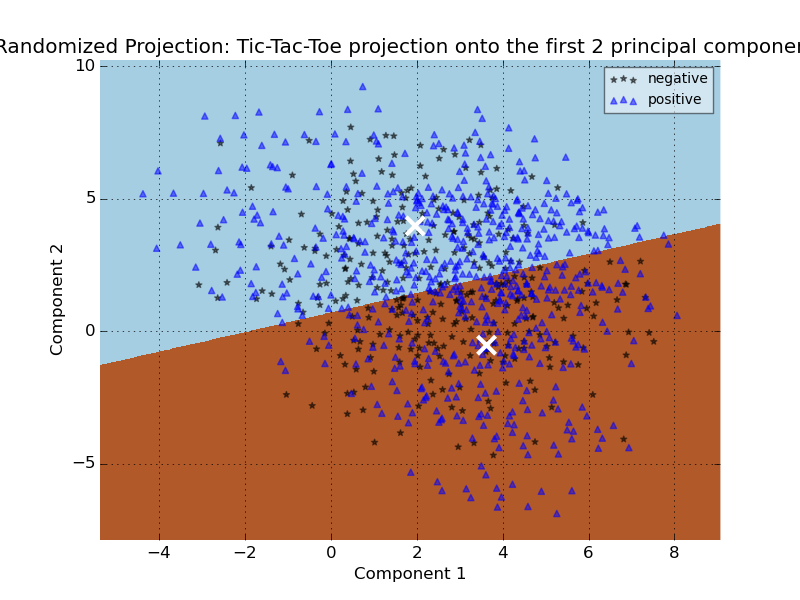 Randomized Projection: Tic-Tac-Toe projection onto the first 2 principal
negative
positive
Component 2
10
5
0
−5
−4
−2
0
2
4
6
8
Component 1